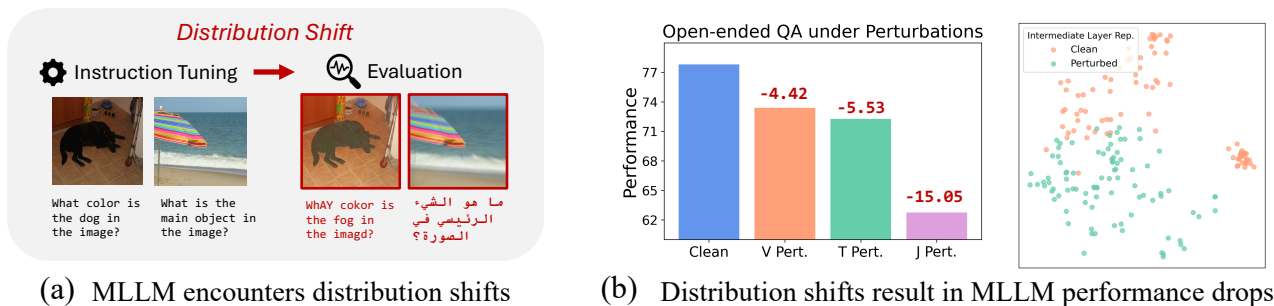 Distribution Shift
Instruction Tuning
Evaluation
What color is
the dog in
the image?
What is the
main object in
the image?
WhAY cokor is
the fog in
the imagd?
ما هو الشيء
الرئيسي في
الصورة؟
(a) MLLM encounters distribution shifts
Open-ended QA under Perturbations
Performance
77
74
71
68
65
62
-4.42
-5.53
-15.05
Clean
V Pert.
T Pert.
J Pert.
Intermediate Layer Rep.
Clean
Perturbed
(b) Distribution shifts result in MLLM performance drops